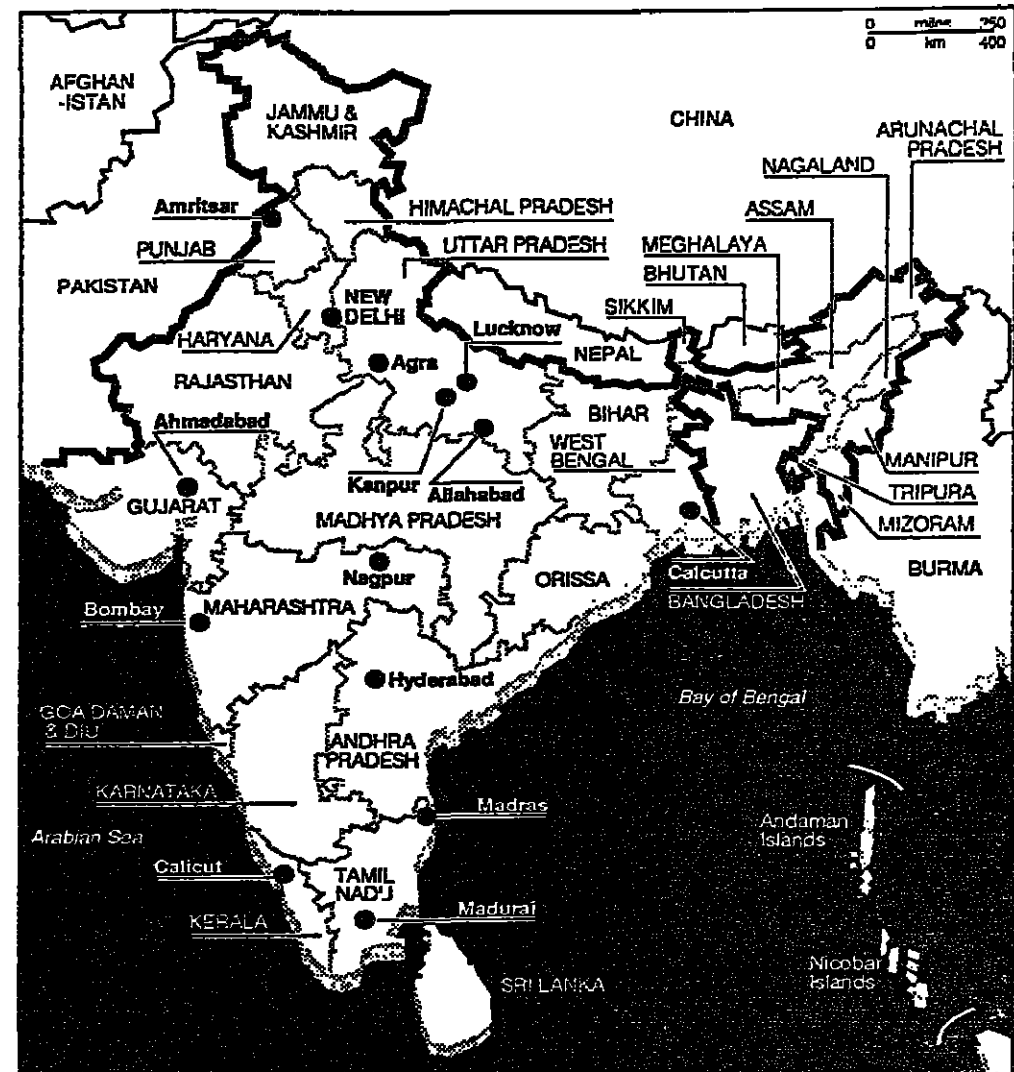 0 miles 250
0 km 400
AFGHAN
-ISTAN
JAMMU &
KASHMIR
CHINA
ARUNACHAL
PRADESH
NAGALAND
Amritsar
HIMACHAL PRADESH
ASSAM
PUNJAB
UTTAR PRADESH
MEGHALAYA
BHUTAN
PAKISTAN
NEW
DELHI
SIKKIM
Lucknow
HARYANA
NEPAL
Agra
RAJASTHAN
BIHAR
Ahmadabad
WEST
BENGAL
MANIPUR
Kanpur
Allahabad
TRIPURA
GUJARAT
MADHYA PRADESH
MIZORAM
Nagpur
ORISSA
Calcutta
BURMA
BANGLADESH
Bombay
MAHARASHTRA
Hyderabad
Bay of Bengal
GOA DAMAN
& DIU
ANDHRA
PRADESH
KARNATAKA
Madras
Andaman
Islands
Arabian Sea
Calicut
TAMIL
NADU
Madurai
KERALA
Nicobar
Islands
SRI LANKA